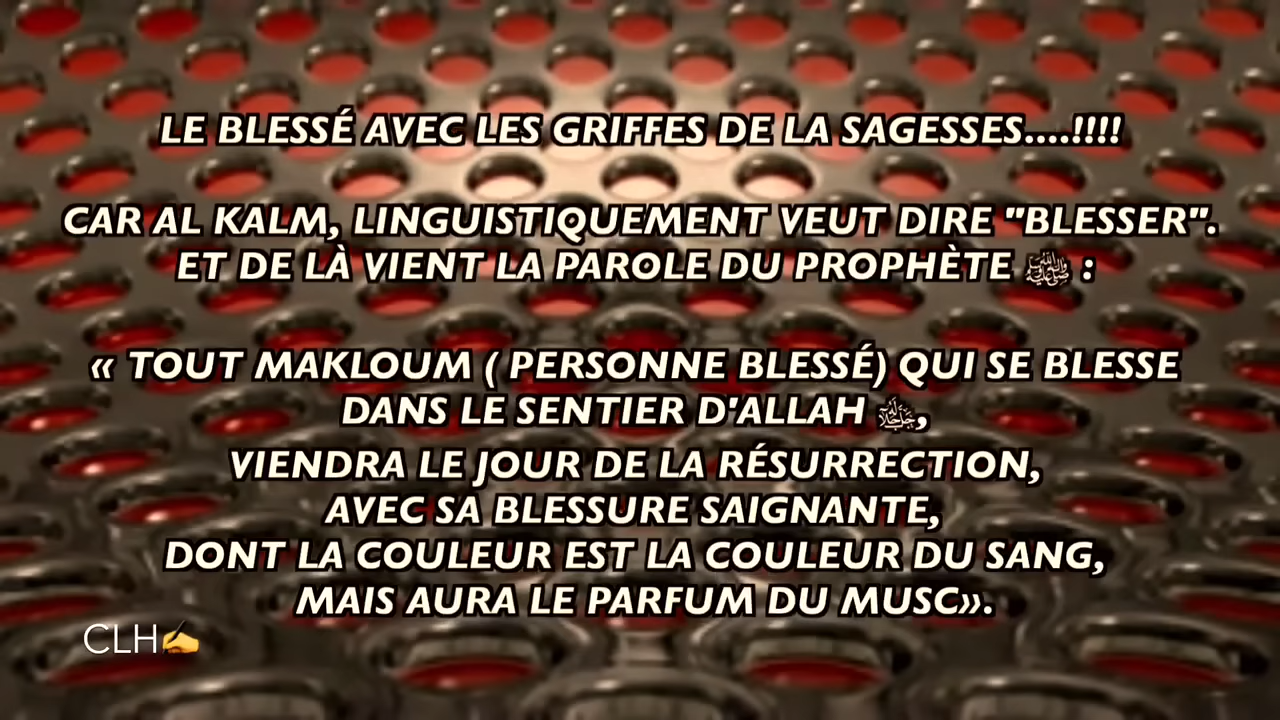 LE BLESSÉ AVEC LES GRIFFES DE LA SAGESSES....!!!!
CAR AL KALM, LINGUISTIQUEMENT VEUT DIRE "BLESSER".
ET DE LÀ VIENT LA PAROLE DU PROPHÈTE ﷺ :
« TOUT MAKLOUM ( PERSONNE BLESSÉ) QUI SE BLESSE
DANS LE SENTIER D'ALLAH ﷻ,
VIENDRA LE JOUR DE LA RÉSURRECTION,
AVEC SA BLESSURE SAIGNANTE,
DONT LA COULEUR EST LA COULEUR DU SANG,
MAIS AURA LE PARFUM DU MUSC».
CLH✍️